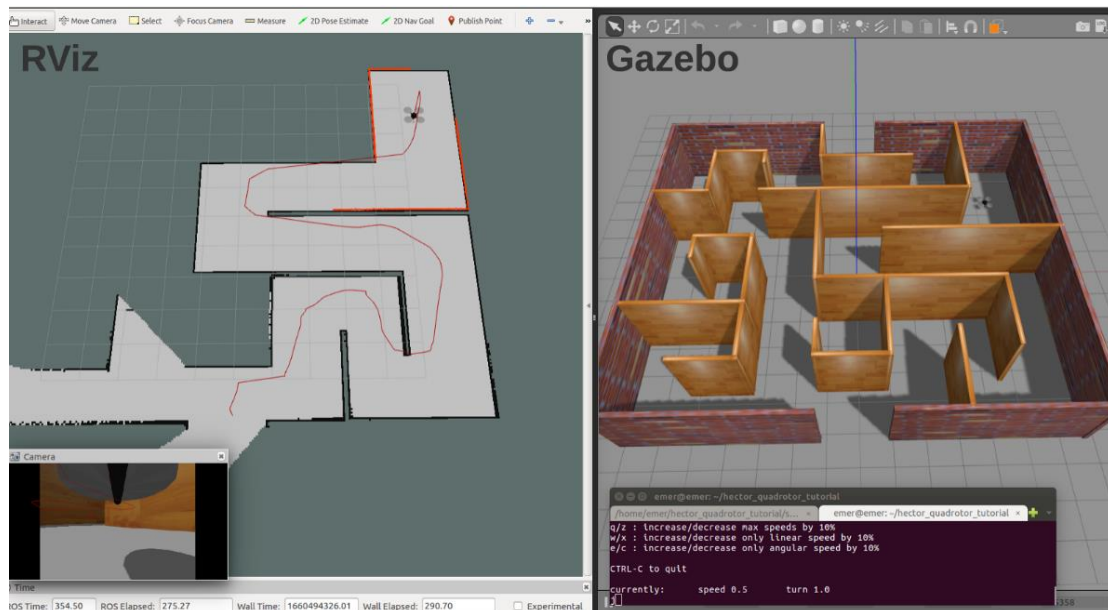 Interact Move Camera Select Focus Camera Measure 2D Pose Estimate 2D Nav Goal Publish Point »
RViz
Gazebo
Camera
emer@emer: ~/hector_quadrotor_tutorial
/home/emer/hector_quadrotor_tutorial/s... × emer@emer: ~/hector_quadrotor_tutorial ×
q/z : increase/decrease max speeds by 10%
w/x : increase/decrease only linear speed by 10%
e/c : increase/decrease only angular speed by 10%
CTRL-C to quit
currently: speed 0.5 turn 1.0
Time
ROS Time: 354.50 ROS Elapsed: 275.27 Wall Time: 1660494326.01 Wall Elapsed: 290.70 Experimental